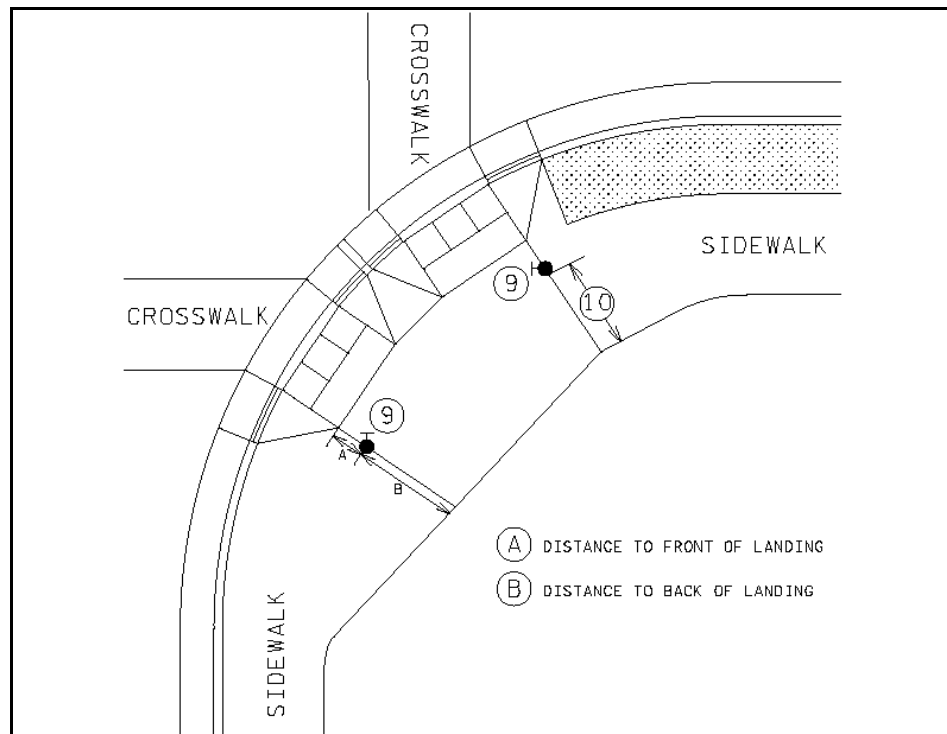 CROSSWALK
SIDEWALK
9
10
CROSSWALK
9
A
B
A DISTANCE TO FRONT OF LANDING
B DISTANCE TO BACK OF LANDING
SIDEWALK